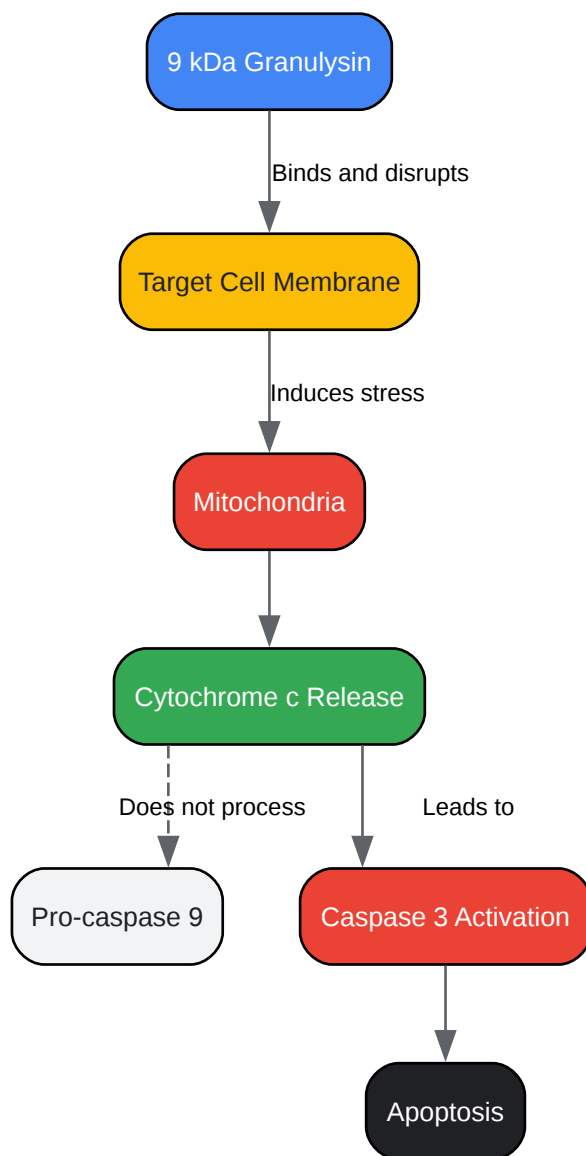 9 kDa Granulysin
Binds and disrupts
Target Cell Membrane
Induces stress
Mitochondria
Cytochrome c Release
Does not process
Leads to
Pro-caspase 9
Caspase 3 Activation
Apoptosis